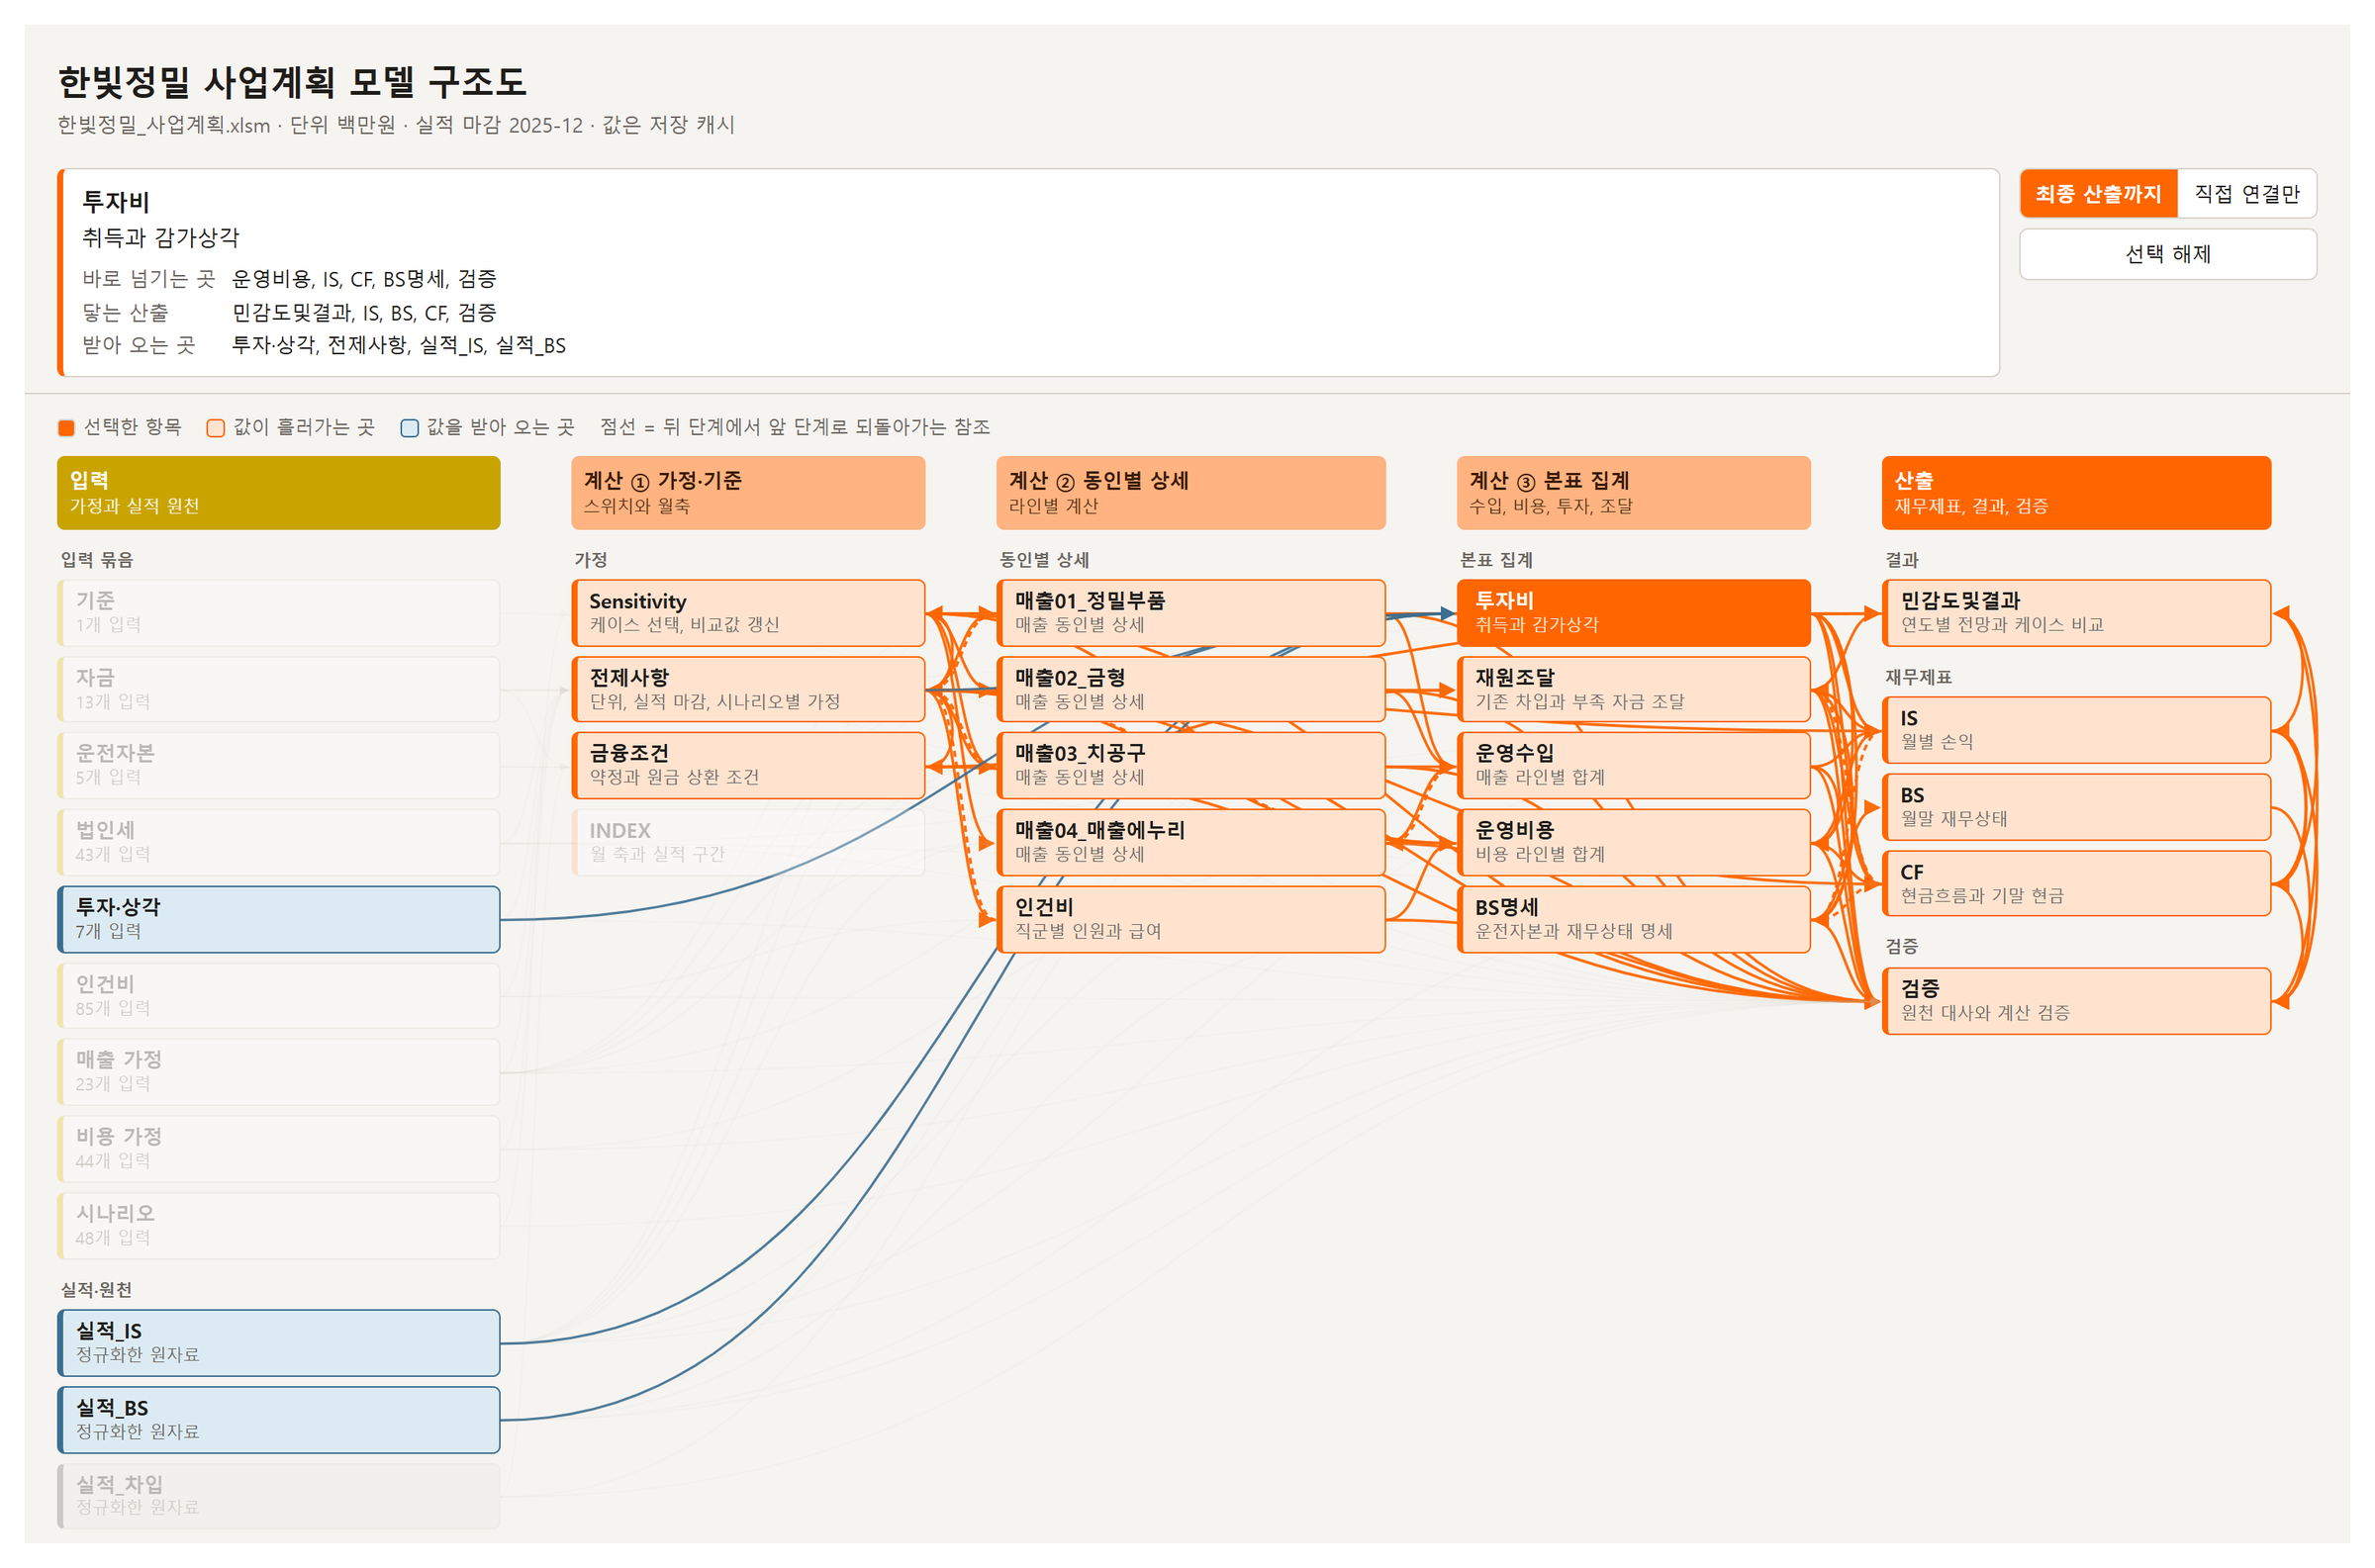 한빛정밀 사업계획 모델 구조도
한빛정밀_사업계획.xlsm · 단위 백만원 · 실적 마감 2025-12 · 값은 저장 캐시
투자비
취득과 감가상각
바로 넘기는 곳 운영비용, IS, CF, BS명세, 검증
닿는 산출 민감도및결과, IS, BS, CF, 검증
받아 오는 곳 투자·상각, 전제사항, 실적_IS, 실적_BS
최종 산출까지 직접 연결만
선택 해제
선택한 항목 값이 흘러가는 곳 값을 받아 오는 곳 점선 = 뒤 단계에서 앞 단계로 되돌아가는 참조
입력
가정과 실적 원천
입력 묶음
기준
1개 입력
자금
13개 입력
운전자본
5개 입력
법인세
43개 입력
투자·상각
7개 입력
인건비
85개 입력
매출 가정
23개 입력
비용 가정
44개 입력
시나리오
48개 입력
실적·원천
실적_IS
정규화한 원자료
실적_BS
정규화한 원자료
실적_차입
정규화한 원자료
계산 ① 가정·기준
스위치와 월축
가정
Sensitivity
케이스 선택, 비교값 갱신
전제사항
단위, 실적 마감, 시나리오별 가정
금융조건
약정과 원금 상환 조건
INDEX
월 축과 실적 구간
계산 ② 동인별 상세
라인별 계산
동인별 상세
매출01_정밀부품
매출 동인별 상세
매출02_금형
매출 동인별 상세
매출03_치공구
매출 동인별 상세
매출04_매출에누리
매출 동인별 상세
인건비
직군별 인원과 급여
계산 ③ 본표 집계
수입, 비용, 투자, 조달
본표 집계
투자비
취득과 감가상각
재원조달
기존 차입과 부족 자금 조달
운영수입
매출 라인별 합계
운영비용
비용 라인별 합계
BS명세
운전자본과 재무상태 명세
산출
재무제표, 결과, 검증
결과
민감도및결과
연도별 전망과 케이스 비교
재무제표
IS
월별 손익
BS
월말 재무상태
CF
현금흐름과 기말 현금
검증
검증
원천 대사와 계산 검증